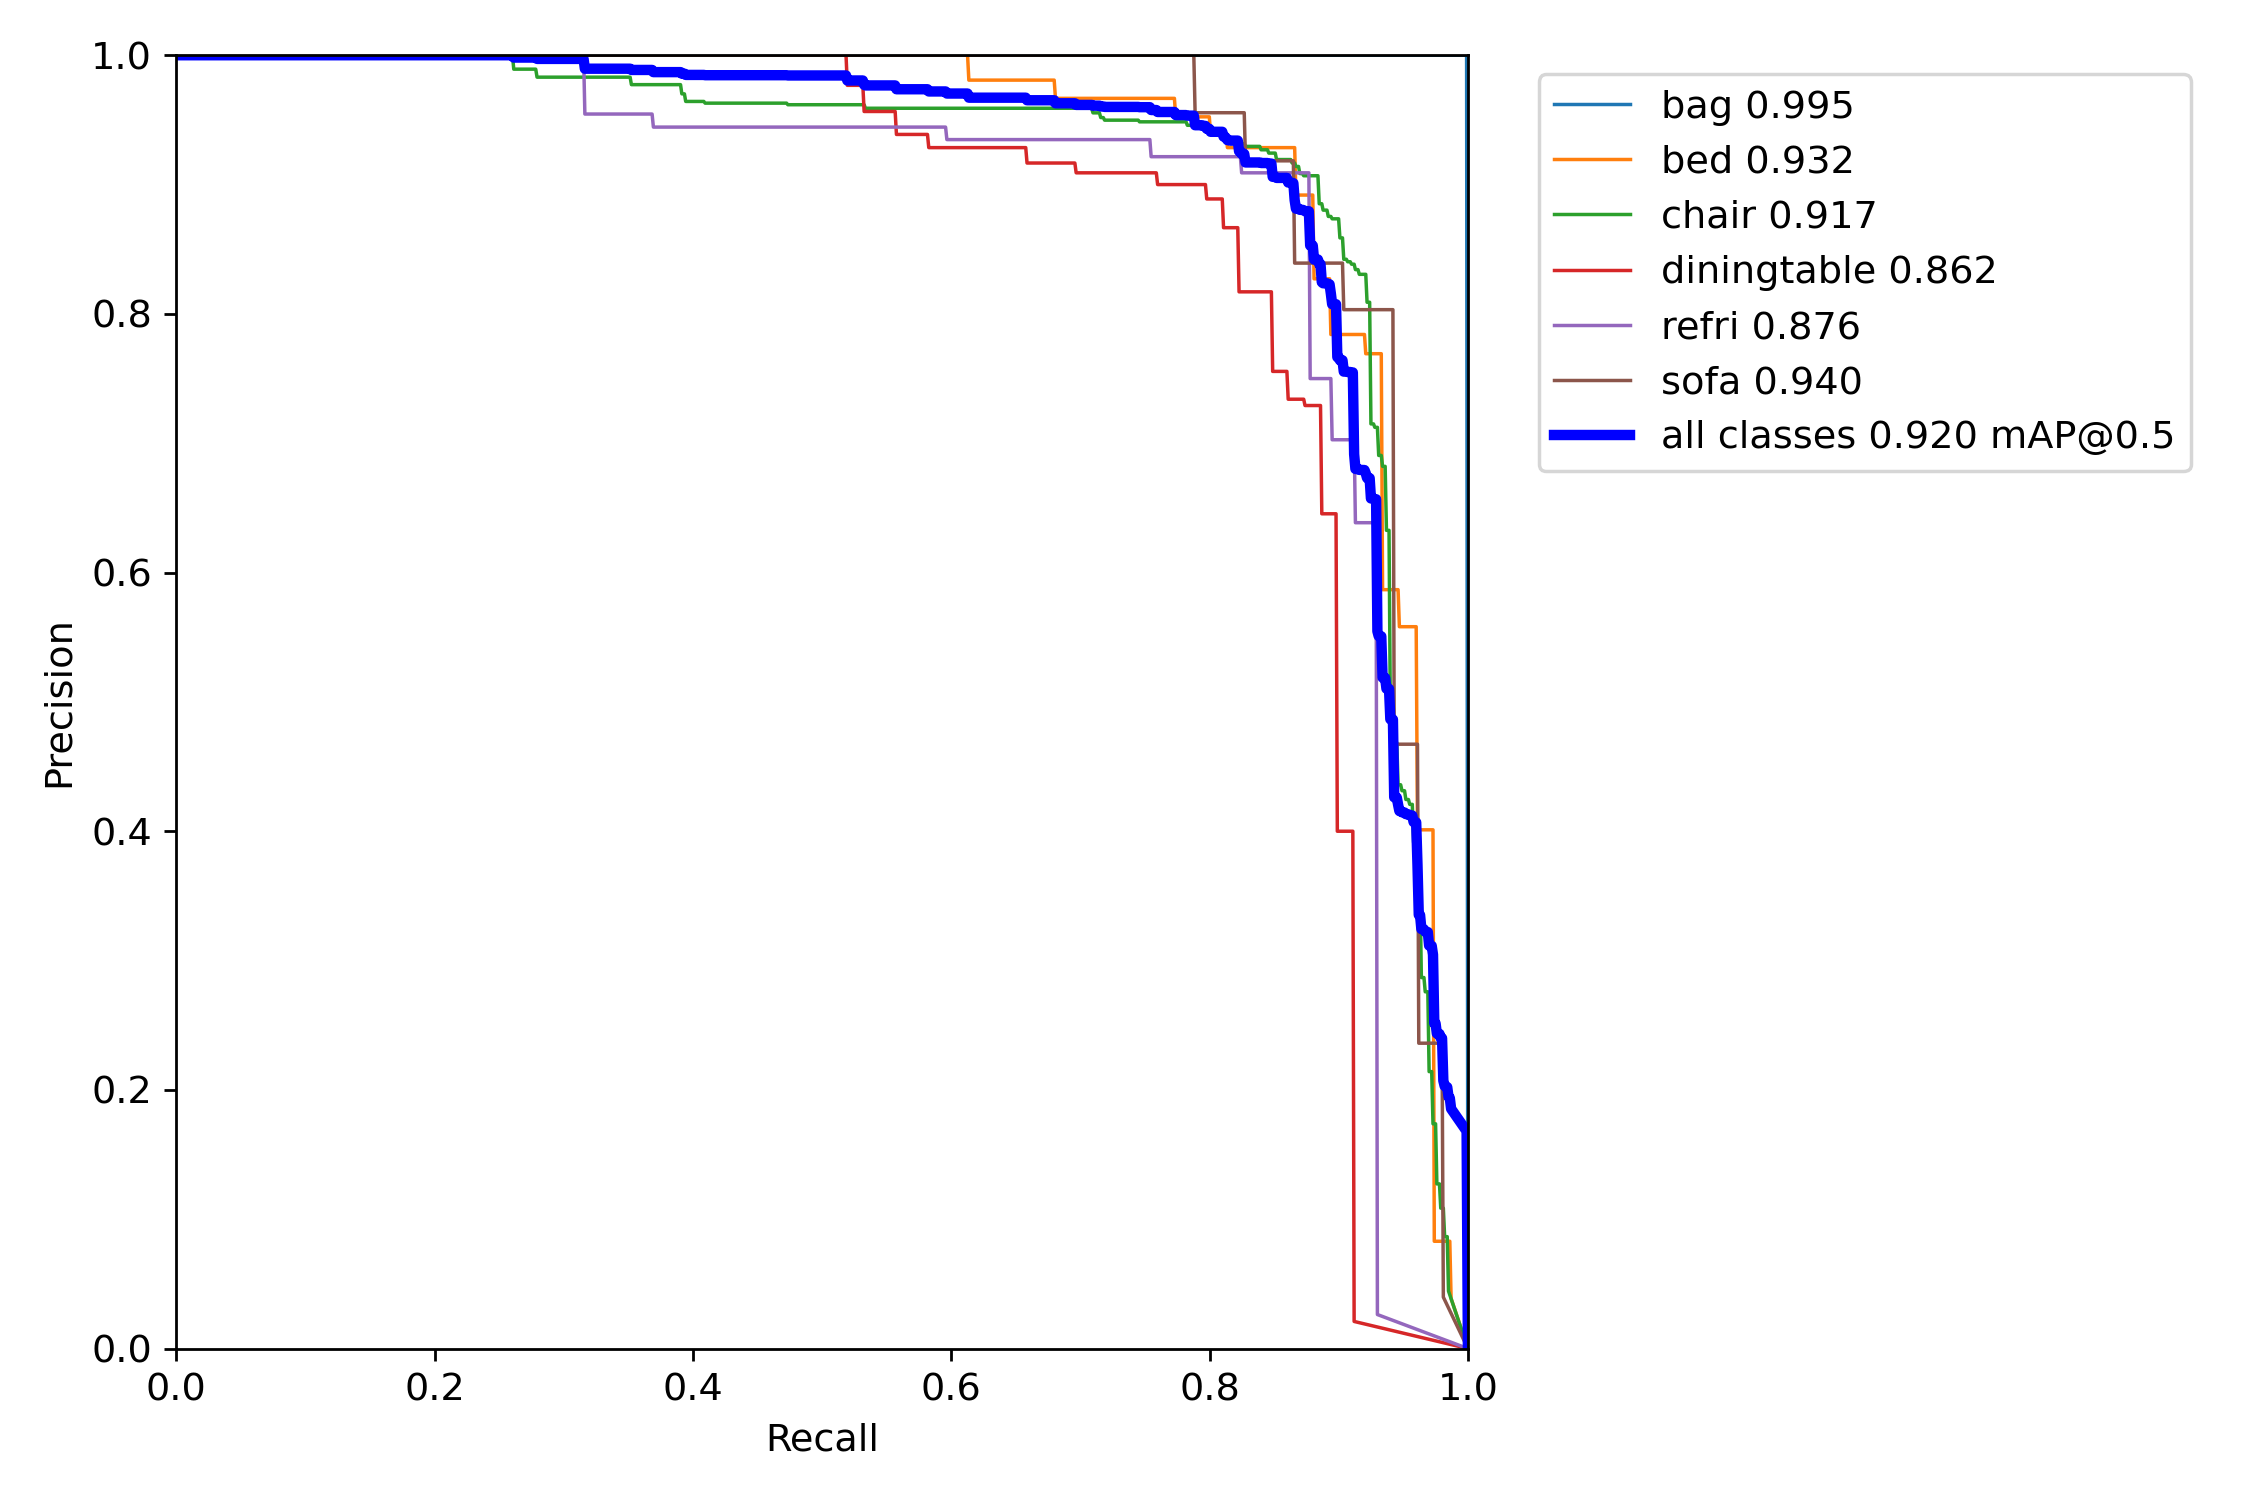 1.0
0.8
0.6
0.4
0.2
0.0
Precision
0.0 0.2 0.4 0.6 0.8 1.0
Recall
bag 0.995
bed 0.932
chair 0.917
diningtable 0.862
refri 0.876
sofa 0.940
all classes 0.920 mAP@0.5